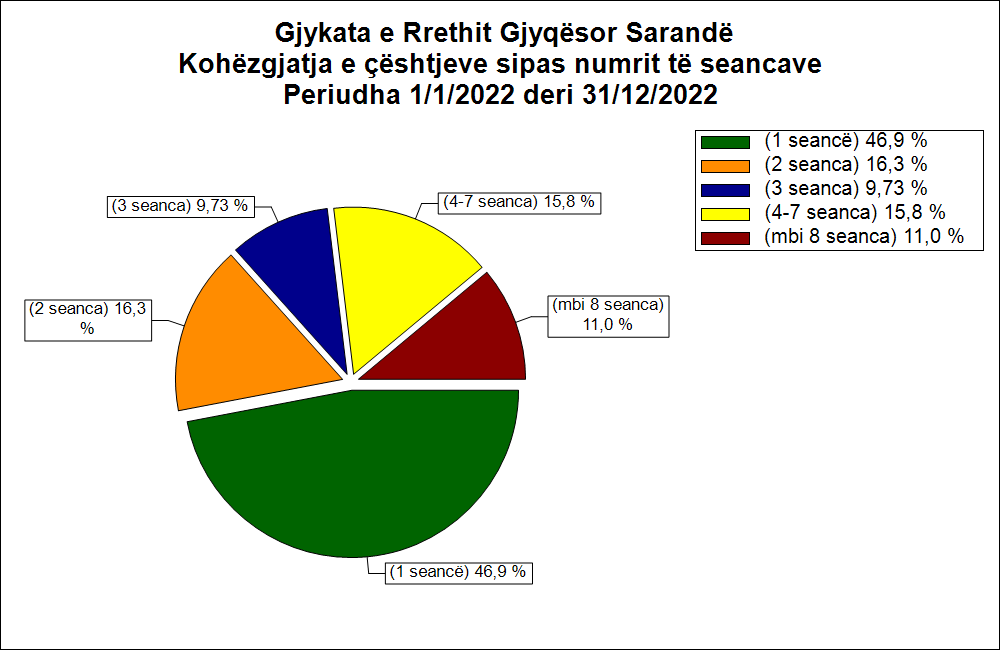 Gjykata e Rrethit Gjyqësor Sarandë
Kohëzgjatja e çështjeve sipas numrit të seancave
Periudha 1/1/2022 deri 31/12/2022
(1 seancë) 46,9 %
(2 seanca) 16,3 %
(3 seanca) 9,73 %
(4-7 seanca) 15,8 %
(mbi 8 seanca) 11,0 %
(3 seanca) 9,73 %
(4-7 seanca) 15,8 %
(2 seanca) 16,3
%
(mbi 8 seanca)
11,0 %
(1 seancë) 46,9 %